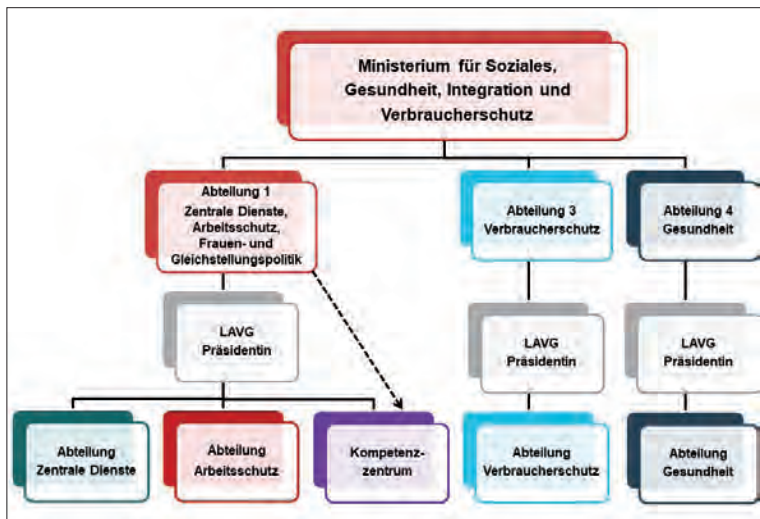 Ministerium für Soziales,
Gesundheit, Integration und
Verbraucherschutz
Abteilung 1
Zentrale Dienste,
Arbeitsschutz,
Frauen- und
Gleichstellungspolitik
Abteilung 3
Verbraucherschutz
Abteilung 4
Gesundheit
LAVG
Präsidentin
LAVG
Präsidentin
LAVG
Präsidentin
Abteilung
Zentrale Dienste
Abteilung
Arbeitsschutz
Kompetenz-
zentrum
Abteilung
Verbraucherschutz
Abteilung
Gesundheit